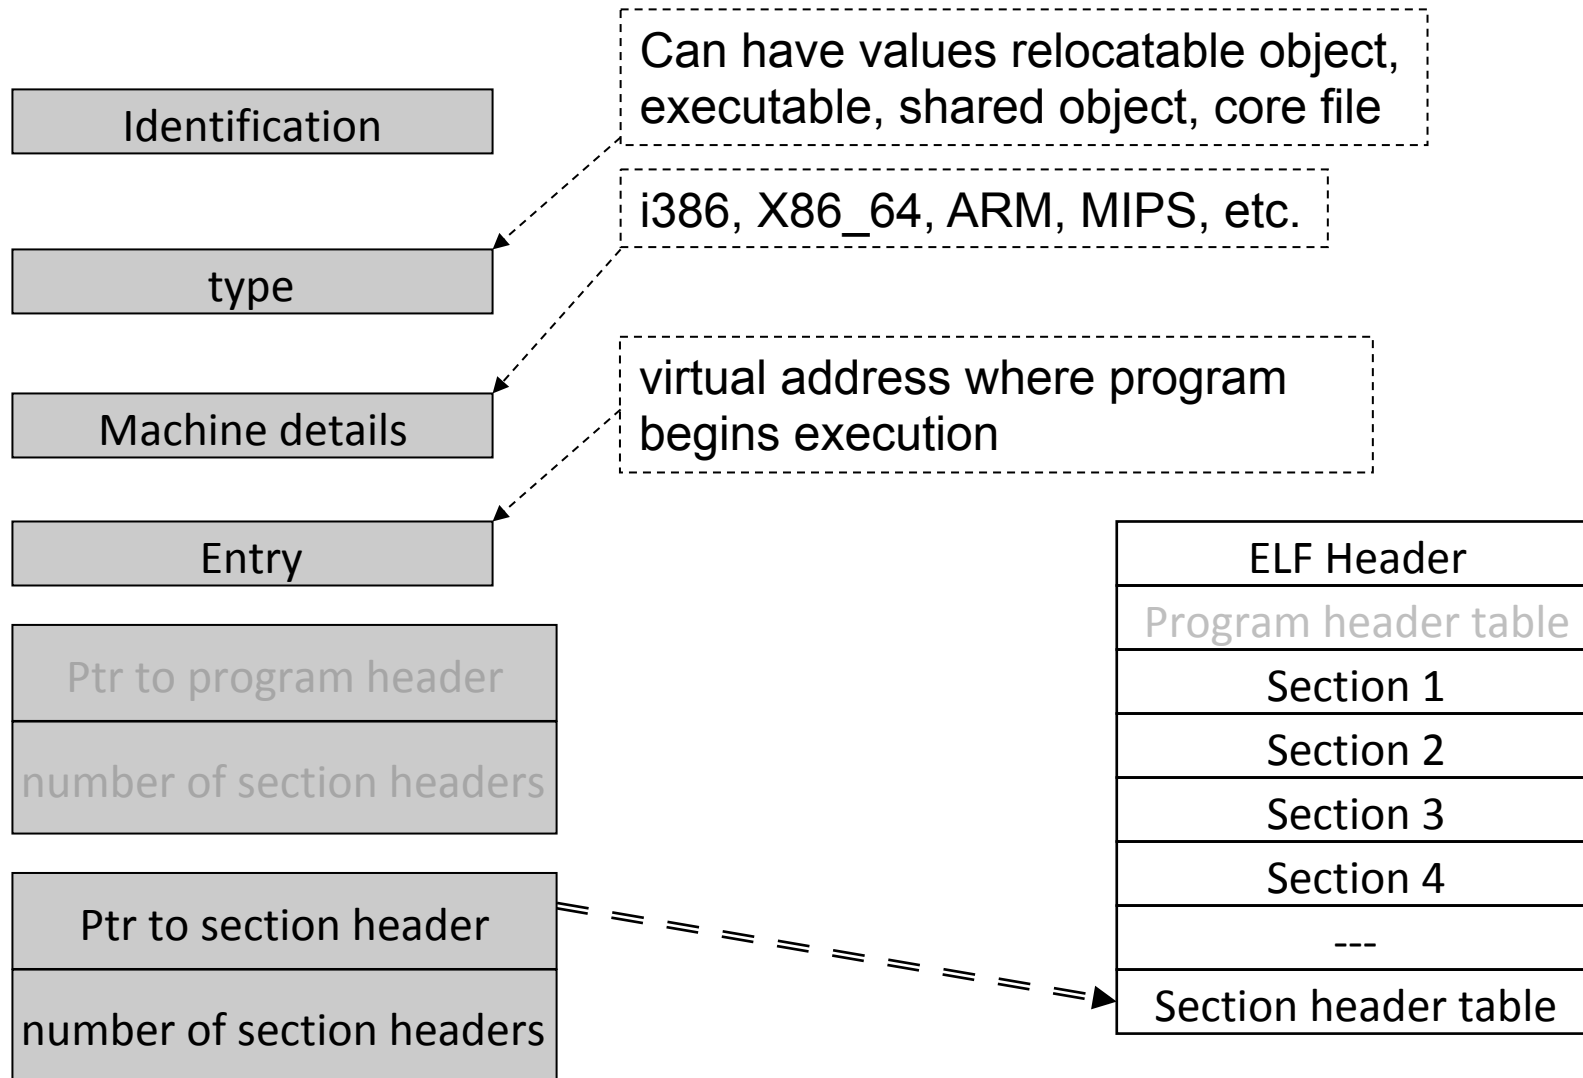 Identification
Can have values relocatable object,
executable, shared object, core file
type
i386, X86_64, ARM, MIPS, etc.
Machine details
virtual address where program
begins execution
Entry
Ptr to program header
number of section headers
Ptr to section header
number of section headers
ELF Header
Program header table
Section 1
Section 2
Section 3
Section 4
---
Section header table